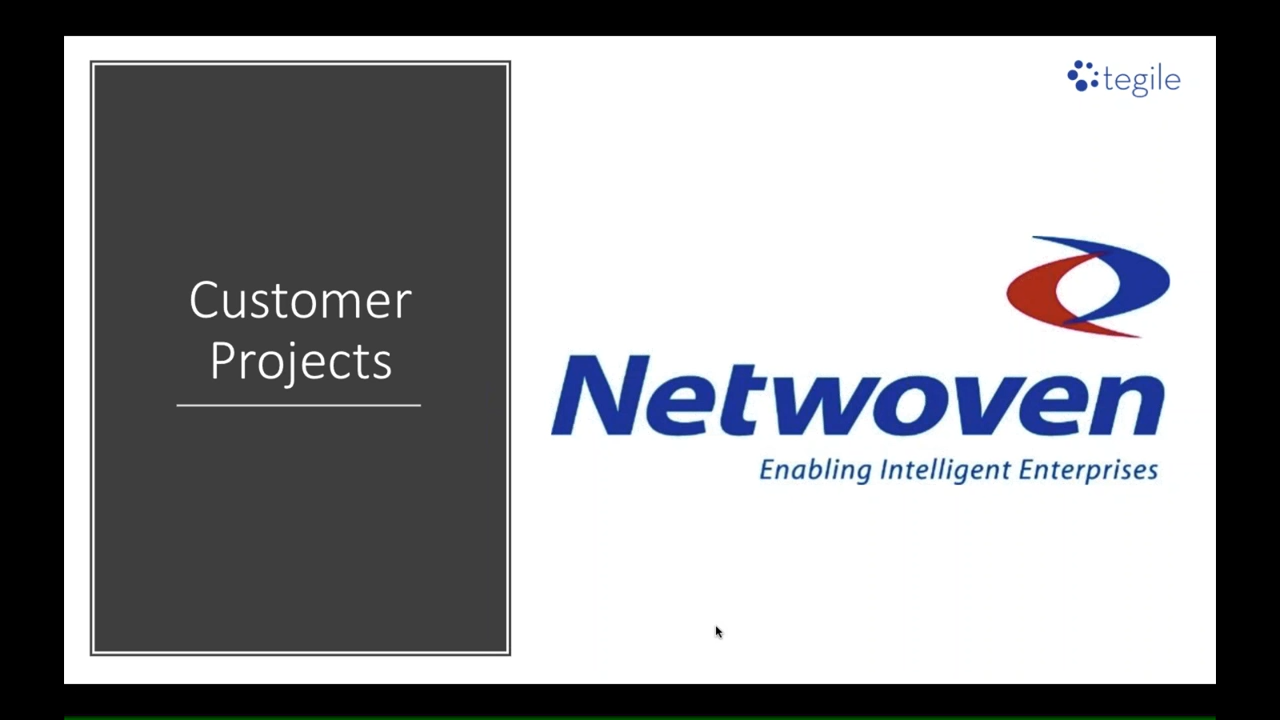 tegile
Customer
Projects
Netwoven
Enabling Intelligent Enterprises